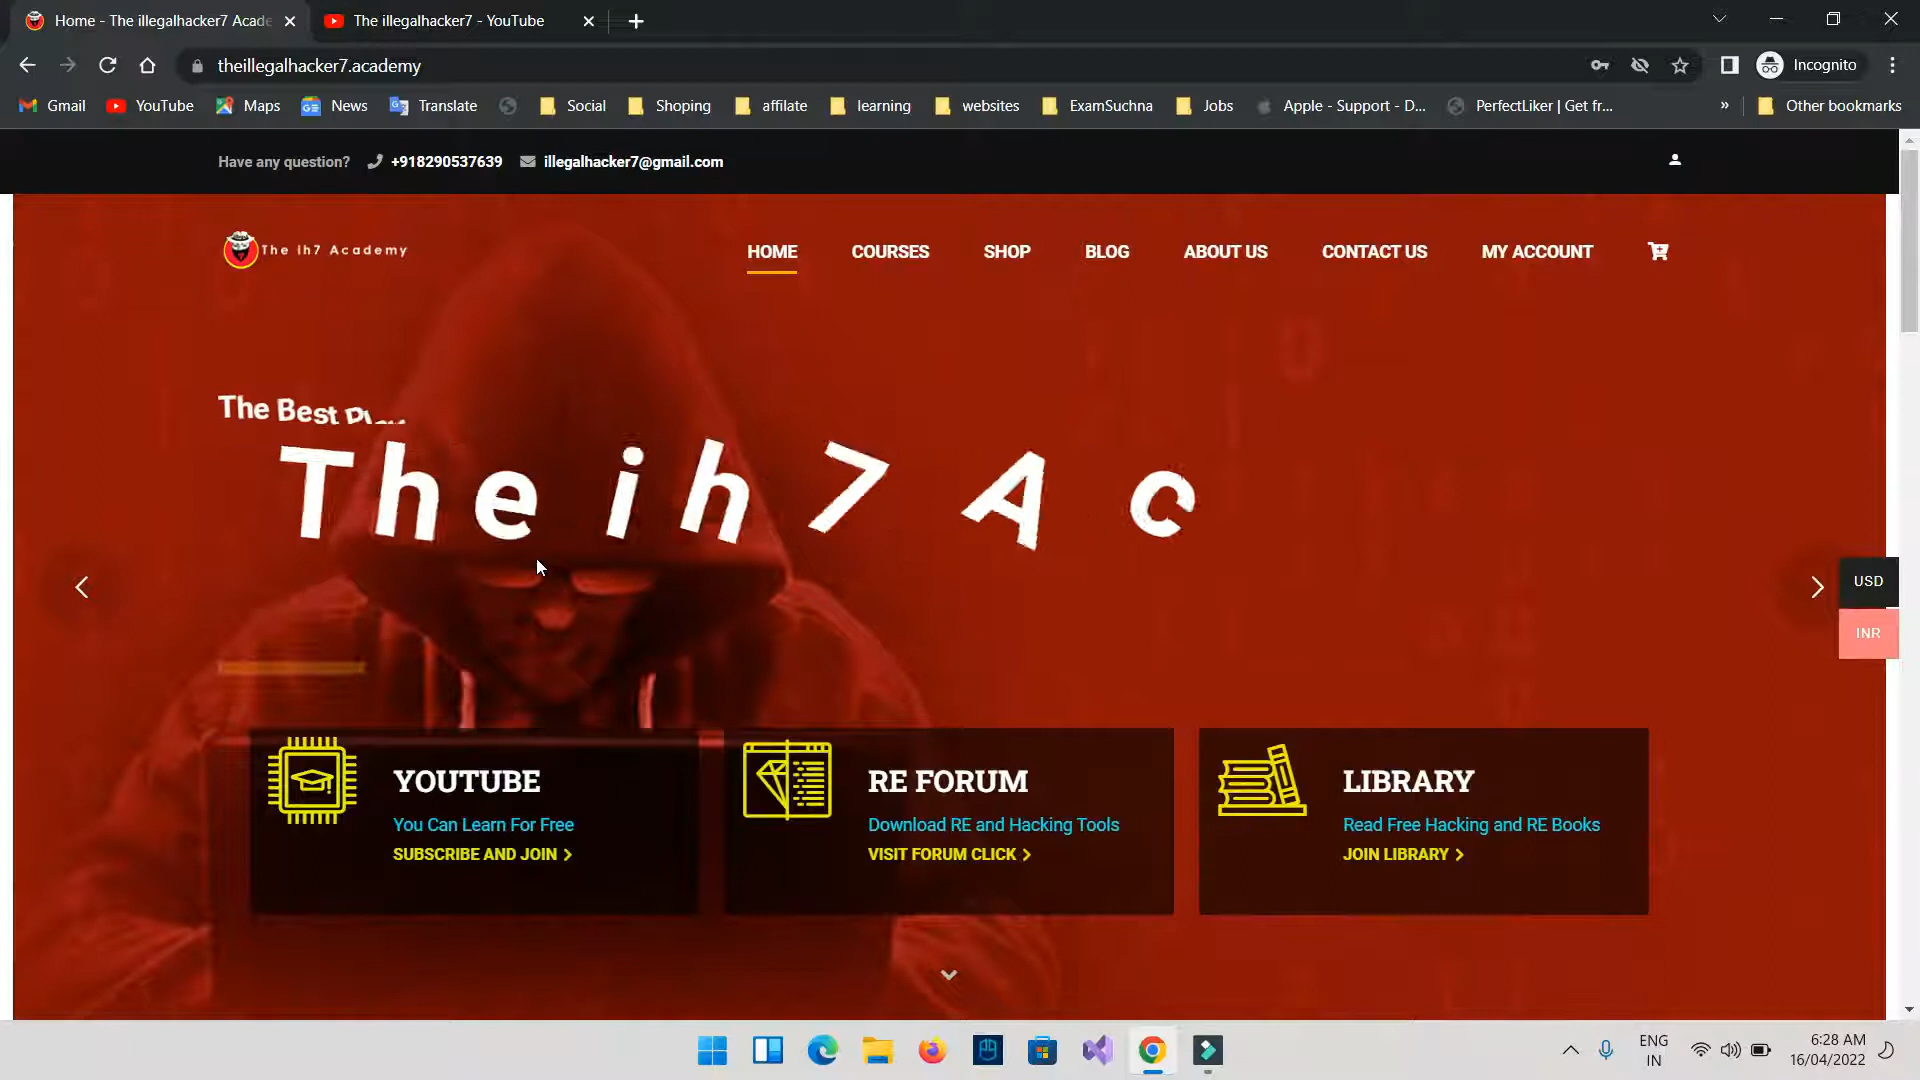 Home - The illegalhacker7 Acade
The illegalhacker7 - YouTube
theillegalhacker7.academy
Incognito
Gmail
YouTube
Maps
News
Translate
Social
Shoping
affilate
learning
websites
ExamSuchna
Jobs
Apple - Support - D...
PerfectLiker | Get fr...
»
Other bookmarks
Have any question?
+918290537639
illegalhacker7@gmail.com
The ih7 Academy
HOME
COURSES
SHOP
BLOG
ABOUT US
CONTACT US
MY ACCOUNT
The Best
The ih7 Ac
USD
INR
YOUTUBE
You Can Learn For Free
SUBSCRIBE AND JOIN
RE FORUM
Download RE and Hacking Tools
VISIT FORUM CLICK
LIBRARY
Read Free Hacking and RE Books
JOIN LIBRARY
ENG
IN
6:28 AM
16/04/2022